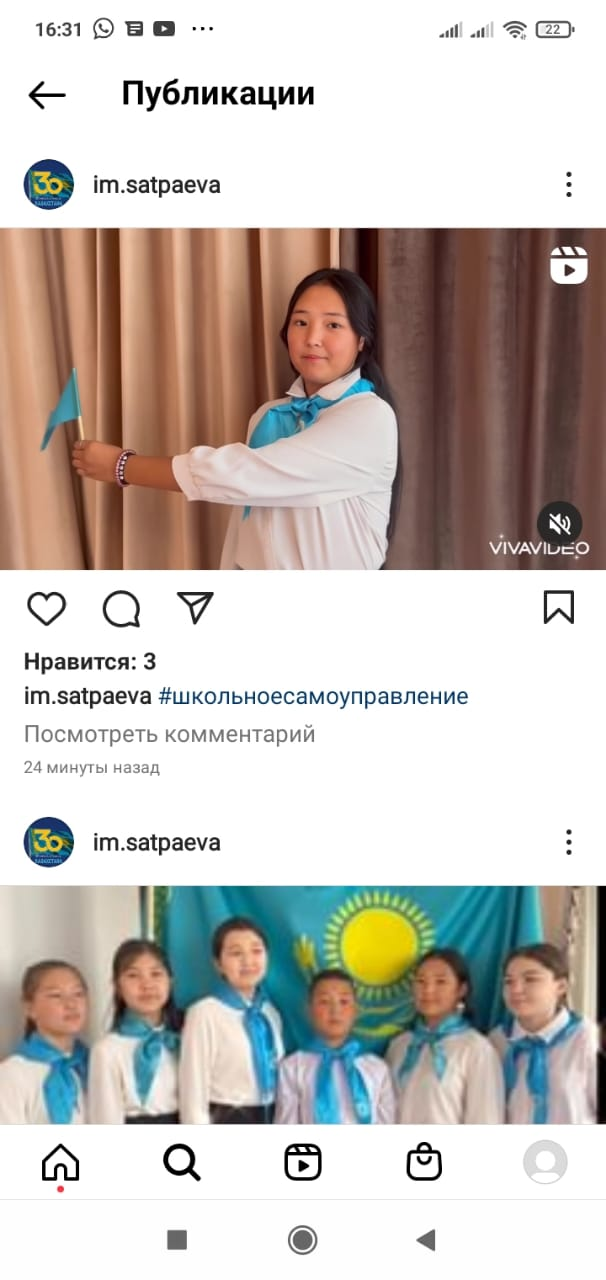 16:31
22
Публикации
im.satpaeva
VIVAVIDEO
Нравится: 3
im.satpaeva #школьноесамоуправление
Посмотреть комментарий
24 минуты назад
im.satpaeva